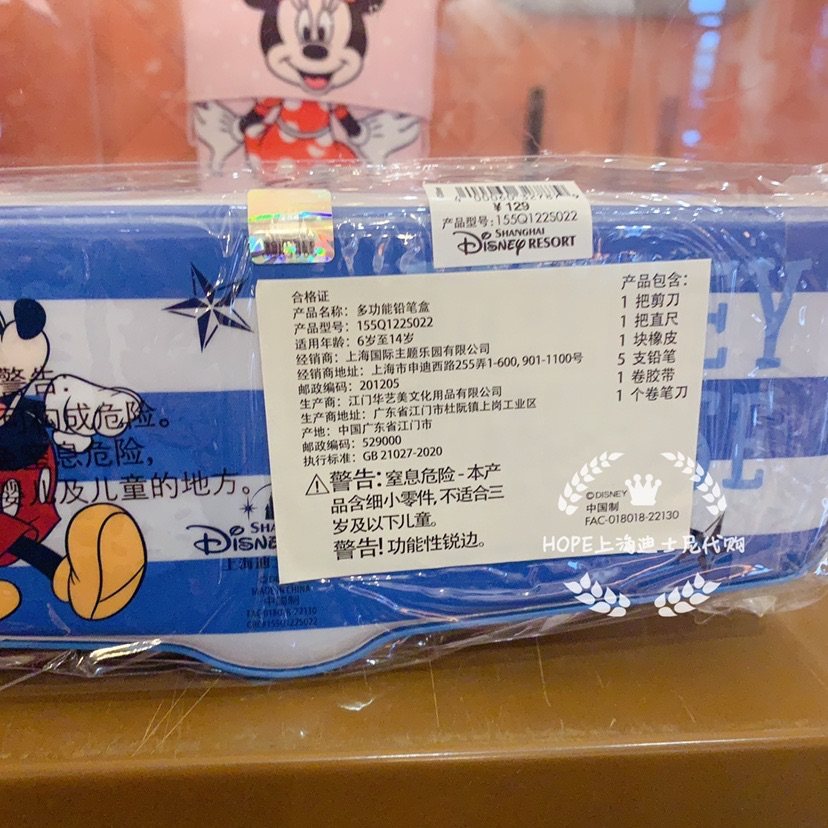 ¥ 129
产品型号: 155Q122S022
SHANGHAI
DISNEY RESORT
合格证
产品名称: 多功能铅笔盒
产品型号: 155Q122S022
适用年龄: 6岁至14岁
经销商: 上海国际主题乐园有限公司
经销商地址: 上海市申迪西路255弄1-600, 901-1100号
邮政编码: 201205
生产商: 江门华艺美文化用品有限公司
生产商地址: 广东省江门市杜阮镇上岗工业区
产地: 中国广东省江门市
邮政编码: 529000
执行标准: GB 21027-2020
警告: 窒息危险 - 本产
品含细小零件, 不适合三
岁及以下儿童。
警告! 功能性锐边。
产品包含:
1 把剪刀
1 把直尺
1 块橡皮
5 支铅笔
1 卷胶带
1 个卷笔刀
© DISNEY
中国制
FAC-018018-22130
HOPE上海迪士尼代购
警告:
构成危险。
息危险,
儿及儿童的地方。
MADE IN CHINA
中国制
FAC-018018-22130